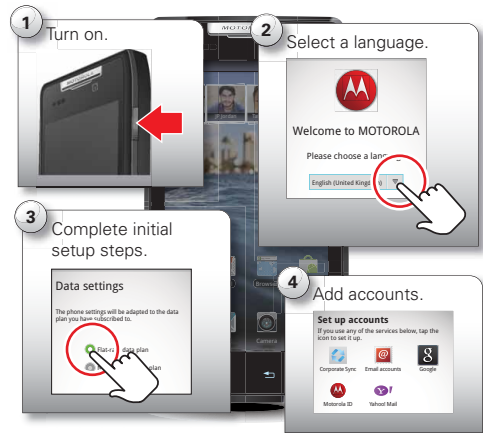 1
Turn on.
MOTOROLA
2
Select a language.
Welcome to MOTOROLA
Please choose a
English (United
3
Complete initial
setup steps.
Data settings
The phone settings will be adapted to the data
plan you have subscribed to.
data plan
plan
JP Jordan
Browser
Camera
4
Add accounts.
Set up accounts
If you use any of the services below, tap the
icon to set it up.
Corporate Sync Email accounts Google
Motorola ID Yahoo! Mail